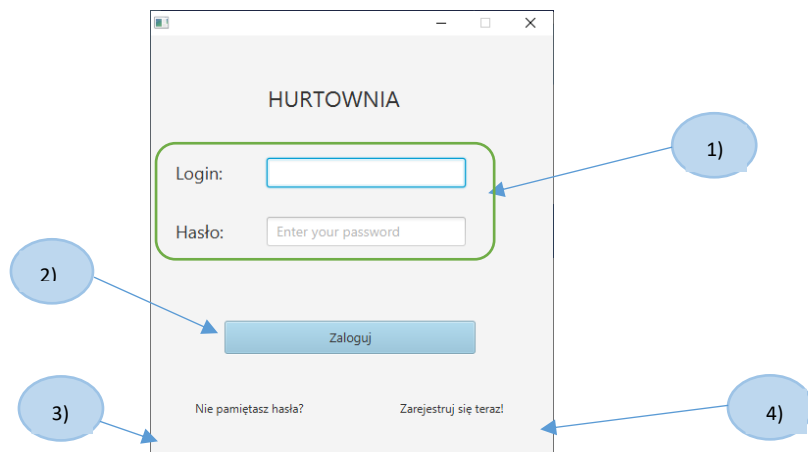 HURTOWNIA
1)
Login:
Hasło:
Enter your password
2)
Zaloguj
3)
Nie pamiętasz hasła?
Zarejestruj się teraz!
4)